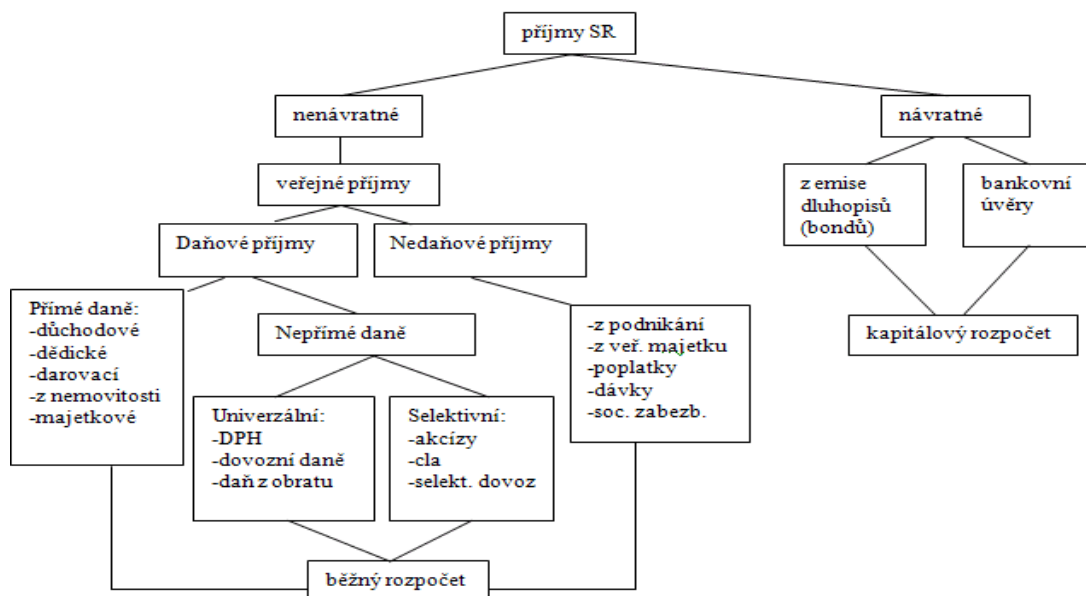 příjmy SR
nenávratné
návratné
veřejné příjmy
z emise
dluhopisů
(bondů)
bankovní
úvěry
Daňové příjmy
Nedaňové příjmy
Přímé daně:
-důchodové
-dědické
-darovací
-z nemovitosti
-majetkové
Nepřímé daně
-z podnikání
-z veř. majetku
-poplatky
-dávky
-soc. zabezb.
kapitálový rozpočet
Univerzální:
-DPH
-dovozní daně
-daň z obratu
Selektivní:
-akcízy
-cla
-selekt. dovoz
běžný rozpočet